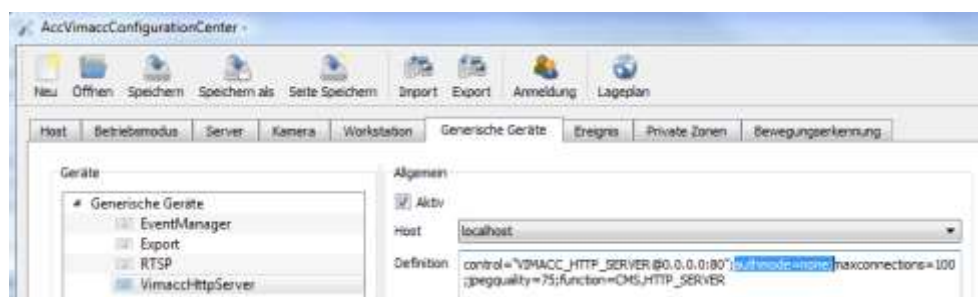 AccVimaccConfigurationCenter -
Neu Öffnen Speichern Speichern als Seite Speichern Import Export Anmeldung Lageplan
Host Betriebsmodus Server Kamera Workstation Generische Geräte Ereignis Private Zonen Bewegungserkennung
Geräte
Generische Geräte
EventManager
Export
RTSP
VimaccHttpServer
Allgemein
Aktiv
Host localhost
Definition control="VIMACC_HTTP_SERVER@0.0.0.0:80";authmode=none;maxconnections=100
;jpegquality=75;function=CMS,HTTP_SERVER